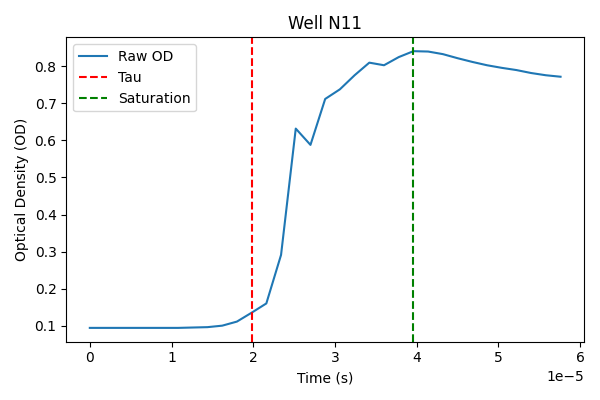 Well N11
Raw OD
Tau
Saturation
Optical Density (OD)
0.8
0.7
0.6
0.5
0.4
0.3
0.2
0.1
0 1 2 3 4 5 6
1e−5
Time (s)